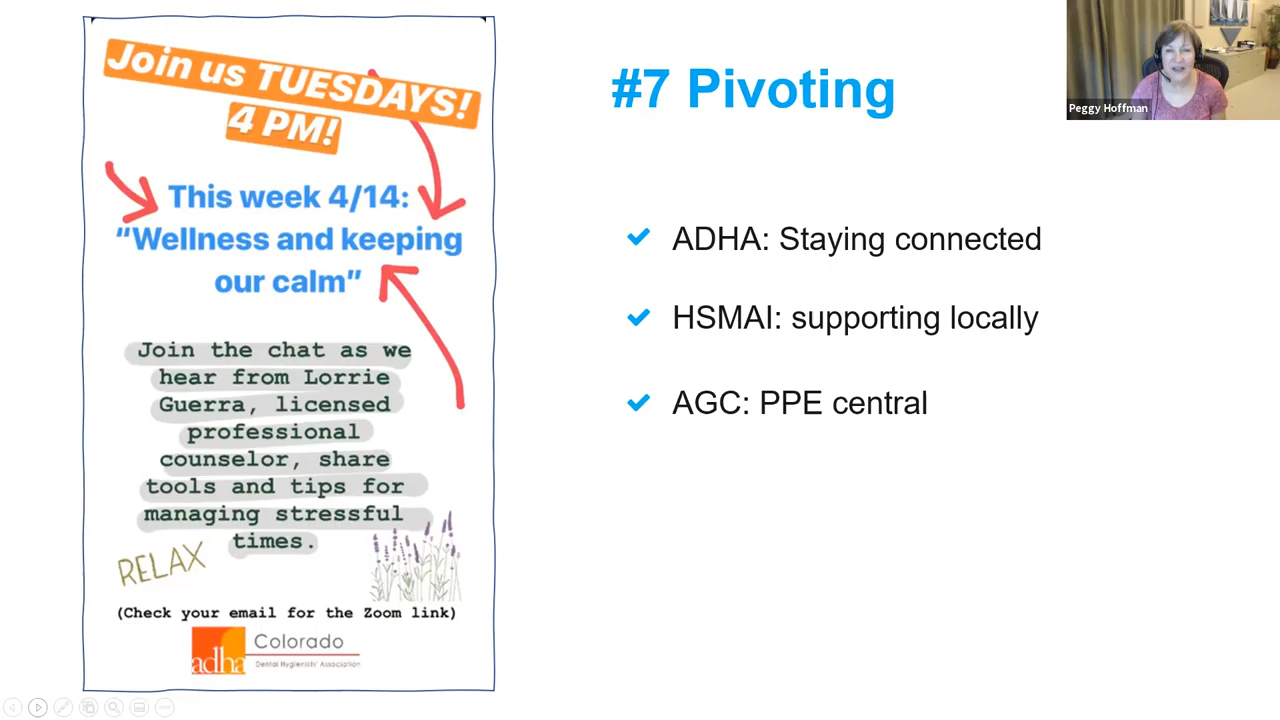 Join us TUESDAYS!
4 PM!
This week 4/14:
“Wellness and keeping
our calm”
Join the chat as we
hear from Lorrie
Guerra, licensed
professional
counselor, share
tools and tips for
managing stressful
times.
RELAX
(Check your email for the Zoom link)
adha
Colorado
Dental Hygienists' Association
#7 Pivoting
ADHA: Staying connected
HSMAI: supporting locally
AGC: PPE central
Peggy Hoffman